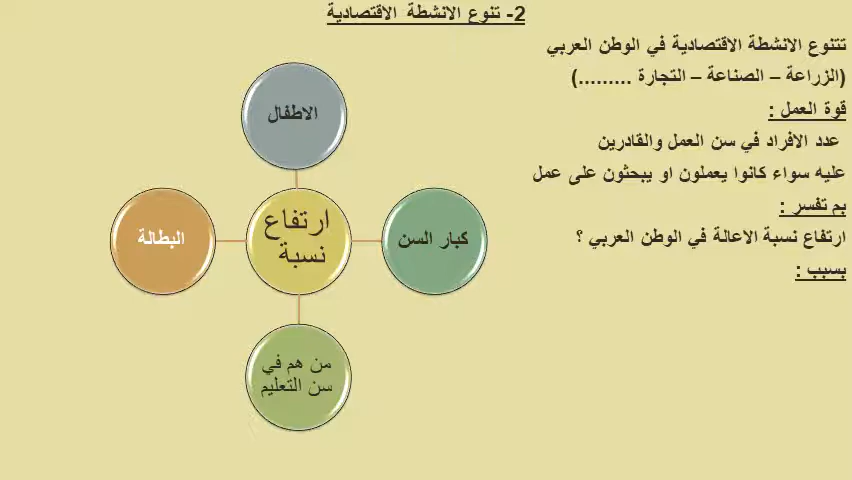 2- تنوع الانشطة الاقتصادية
تتنوع الانشطة الاقتصادية في الوطن العربي
(الزراعة – الصناعة – التجارة .........)
قوة العمل :
عدد الافراد في سن العمل والقادرين
عليه سواء كانوا يعملون او يبحثون على عمل
بم تفسر :
ارتفاع نسبة الاعالة في الوطن العربي ؟
بسبب :
الاطفال
ارتفاع
نسبة
كبار السن
البطالة
من هم في
سن التعليم